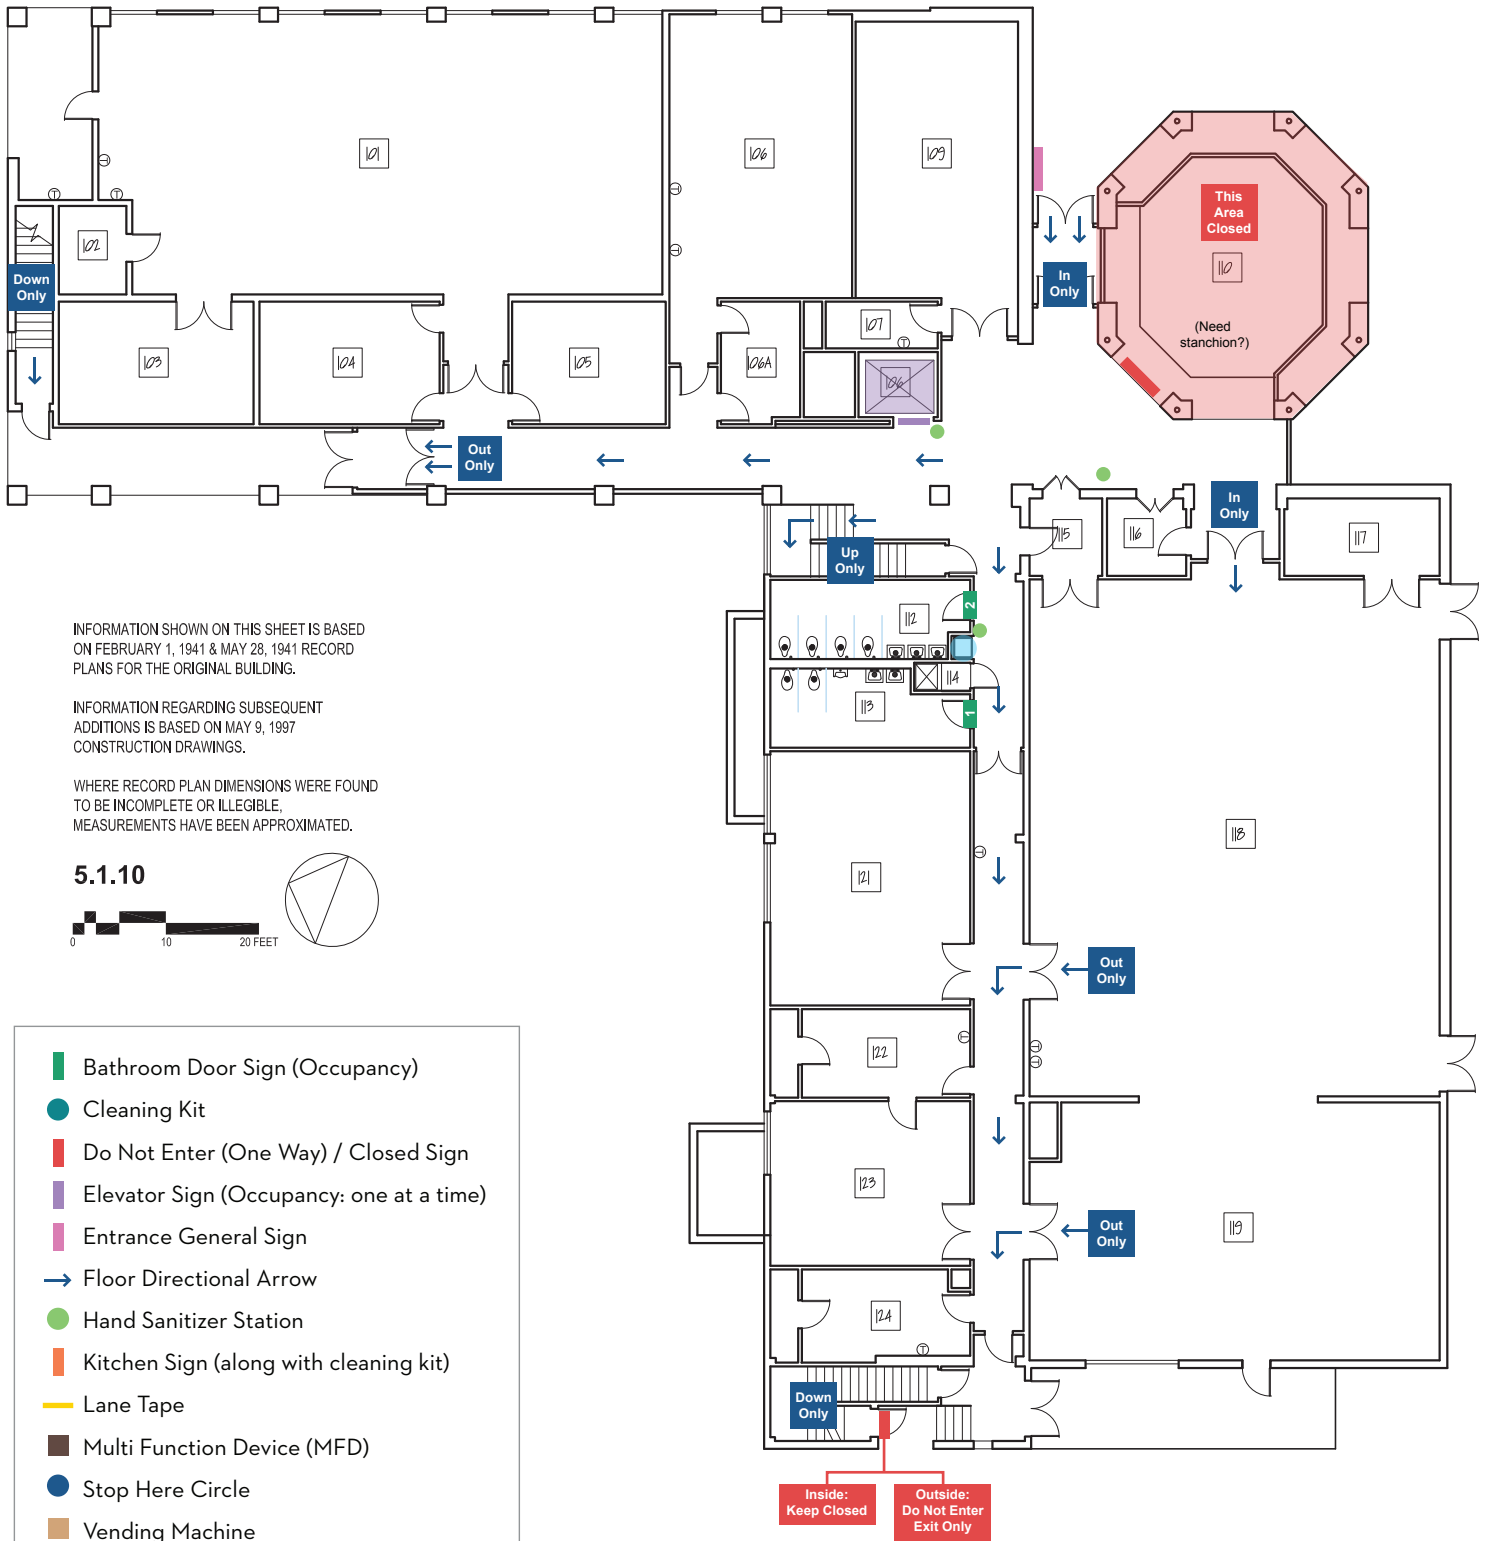 101
106
109
This
Area
Closed
102
110
In
Only
Down
Only
(Need
stanchion?)
107
103
104
105
106A
106
Out
Only
In
Only
115
116
117
Up
Only
112
2
114
113
1
INFORMATION SHOWN ON THIS SHEET IS BASED
ON FEBRUARY 1, 1941 & MAY 28, 1941 RECORD
PLANS FOR THE ORIGINAL BUILDING.
INFORMATION REGARDING SUBSEQUENT
ADDITIONS IS BASED ON MAY 9, 1997
CONSTRUCTION DRAWINGS.
WHERE RECORD PLAN DIMENSIONS WERE FOUND
TO BE INCOMPLETE OR ILLEGIBLE,
MEASUREMENTS HAVE BEEN APPROXIMATED.
5.1.10
0 10 20 FEET
118
121
Out
Only
122
123
Out
Only
119
124
Down
Only
Inside:
Keep Closed
Outside:
Do Not Enter
Exit Only
Bathroom Door Sign (Occupancy)
Cleaning Kit
Do Not Enter (One Way) / Closed Sign
Elevator Sign (Occupancy: one at a time)
Entrance General Sign
Floor Directional Arrow
Hand Sanitizer Station
Kitchen Sign (along with cleaning kit)
Lane Tape
Multi Function Device (MFD)
Stop Here Circle
Vending Machine
T
T
T
T
T
T
T
T
T
T
T